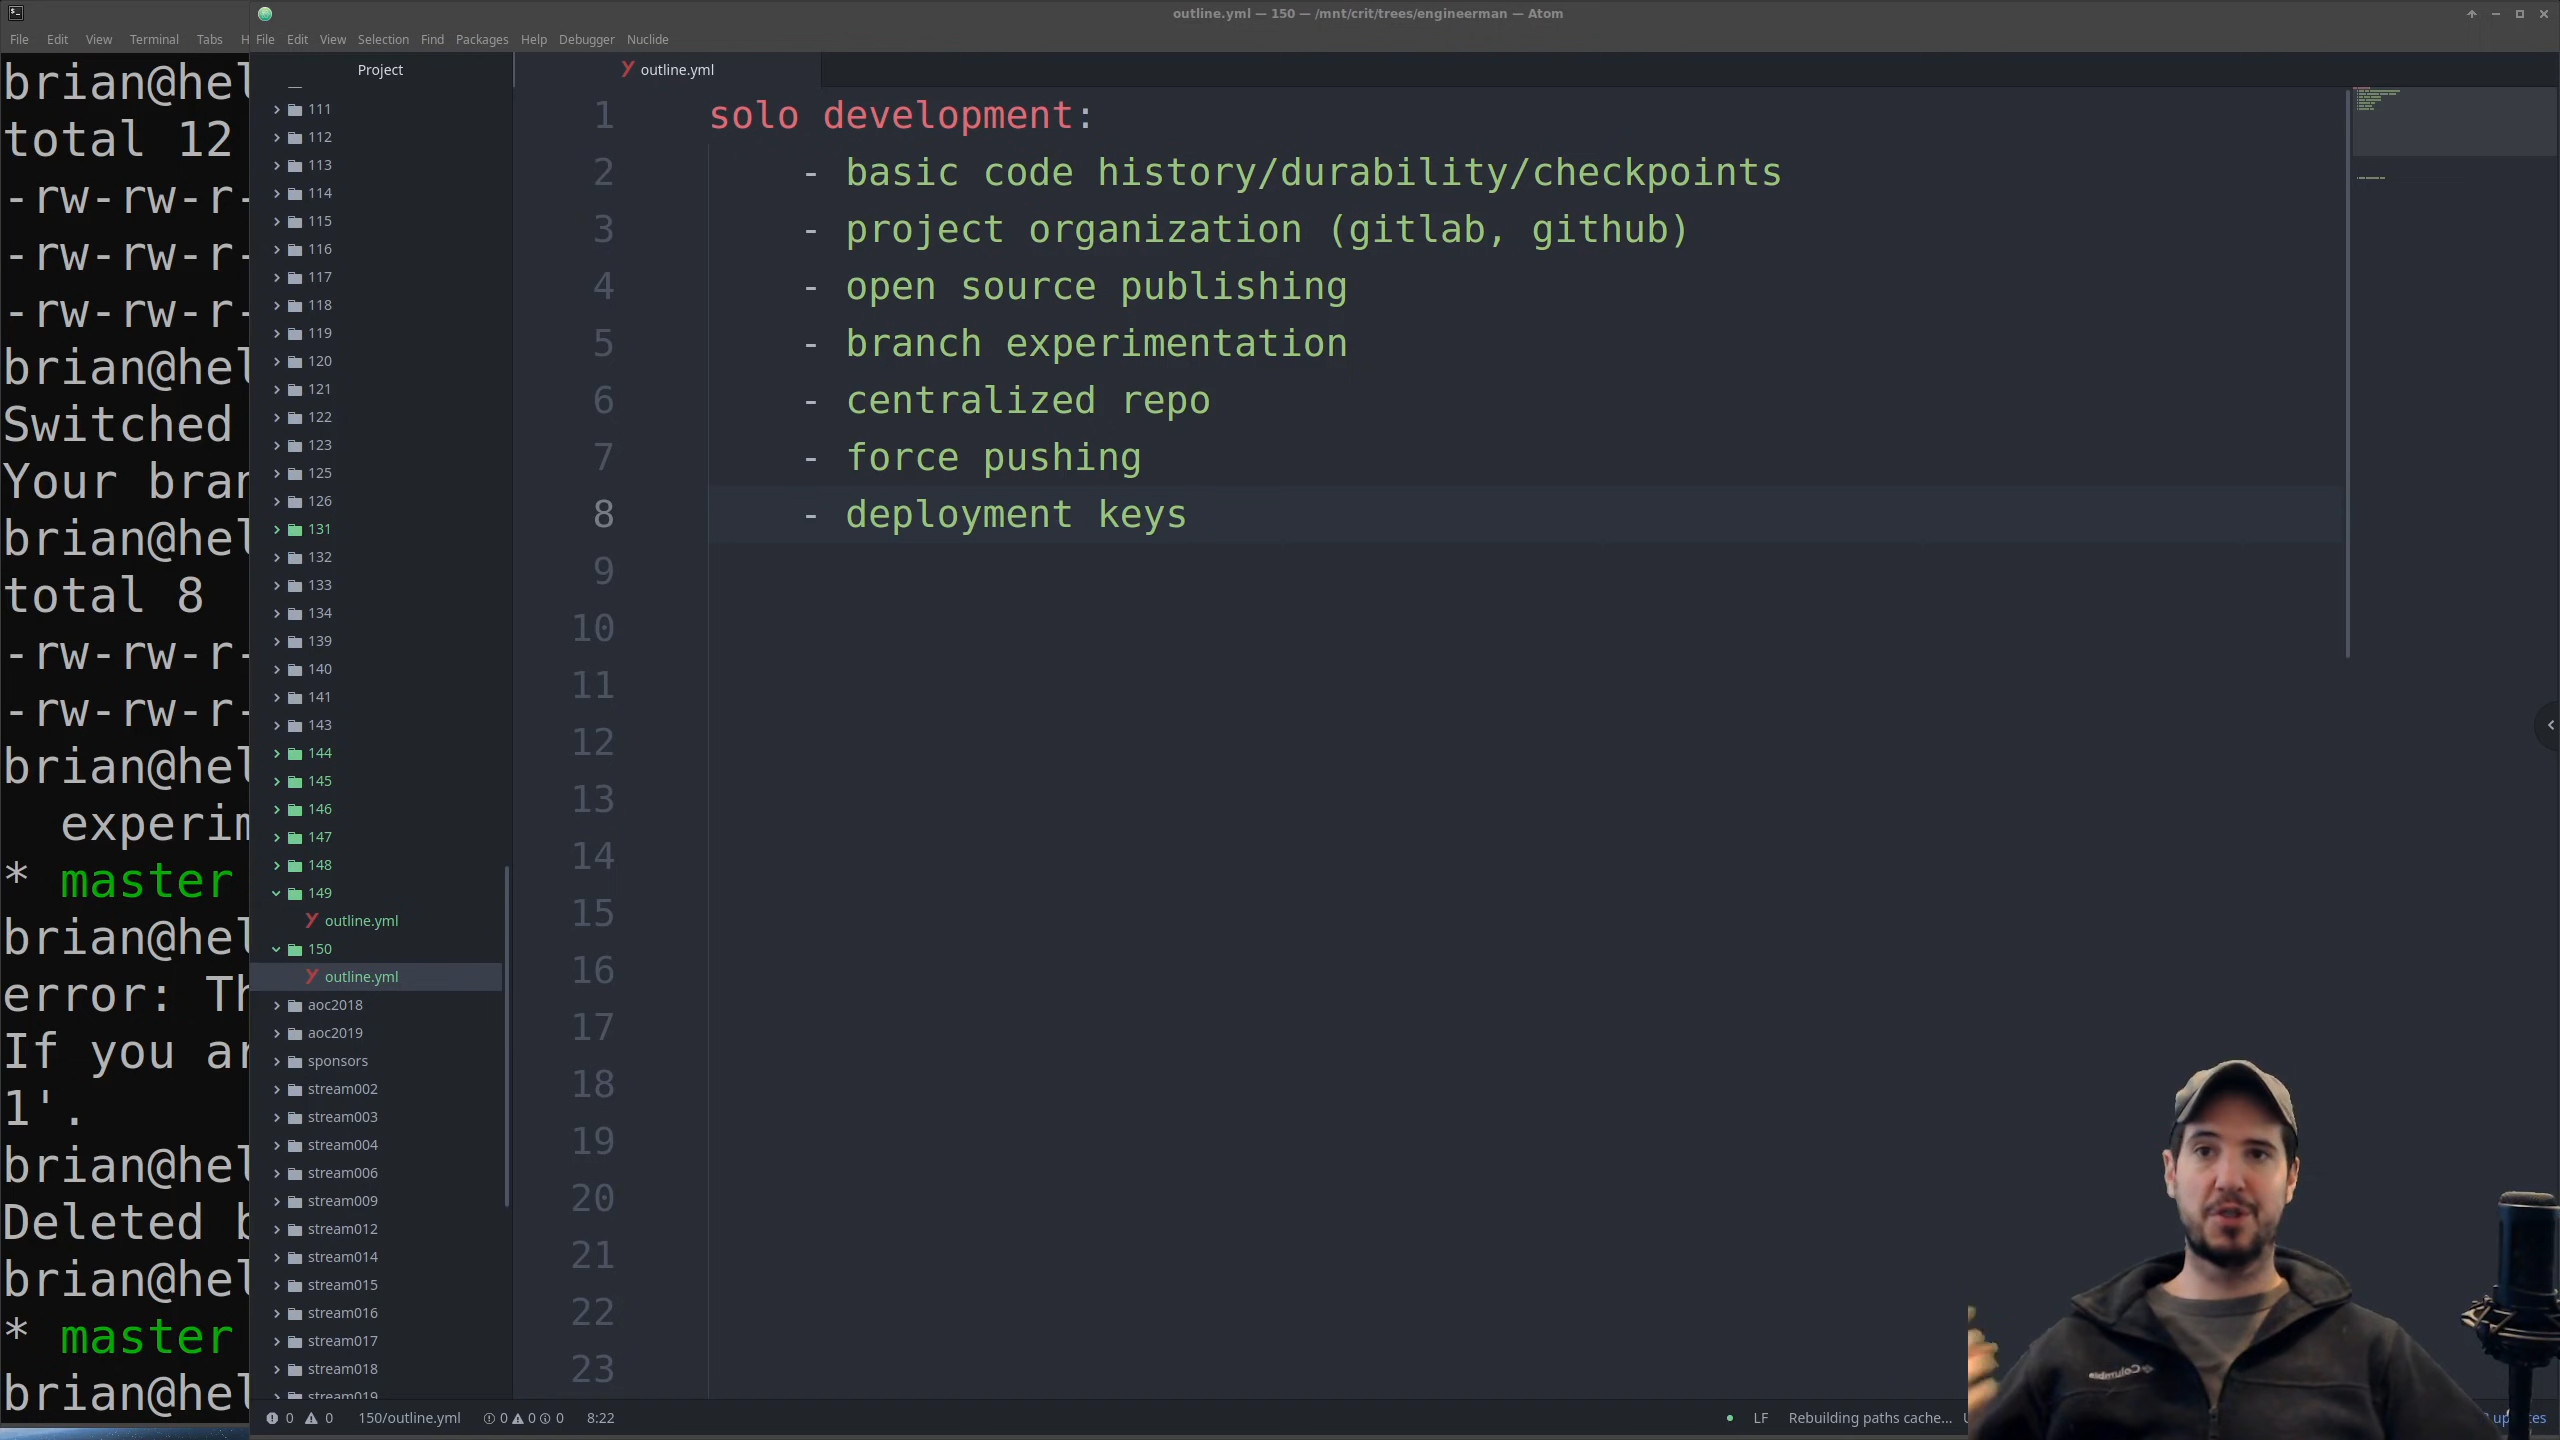 outline.yml — 150 — /mnt/crit/trees/engineerman — Atom
File Edit View Terminal Tabs H
File Edit View Selection Find Packages Help Debugger Nuclide
brian@hel
total 12
-rw-rw-r-
-rw-rw-r-
-rw-rw-r-
brian@hel
Switched
Your bran
brian@hel
total 8
-rw-rw-r-
-rw-rw-r-
brian@hel
experim
* master
brian@hel
error: Th
If you ar
1'.
brian@hel
Deleted b
brian@hel
* master
brian@hel
Project
111
112
113
114
115
116
117
118
119
120
121
122
123
125
126
131
132
133
134
139
140
141
143
144
145
146
147
148
149
outline.yml
150
outline.yml
aoc2018
aoc2019
sponsors
stream002
stream003
stream004
stream006
stream009
stream012
stream014
stream015
stream016
stream017
stream018
stream019
outline.yml
1 solo development:
2 - basic code history/durability/checkpoints
3 - project organization (gitlab, github)
4 - open source publishing
5 - branch experimentation
6 - centralized repo
7 - force pushing
8 - deployment keys
9
10
11
12
13
14
15
16
17
18
19
20
21
22
23
Columbia
0 0 150/outline.yml 0 0 0 8:22
LF Rebuilding paths cache...